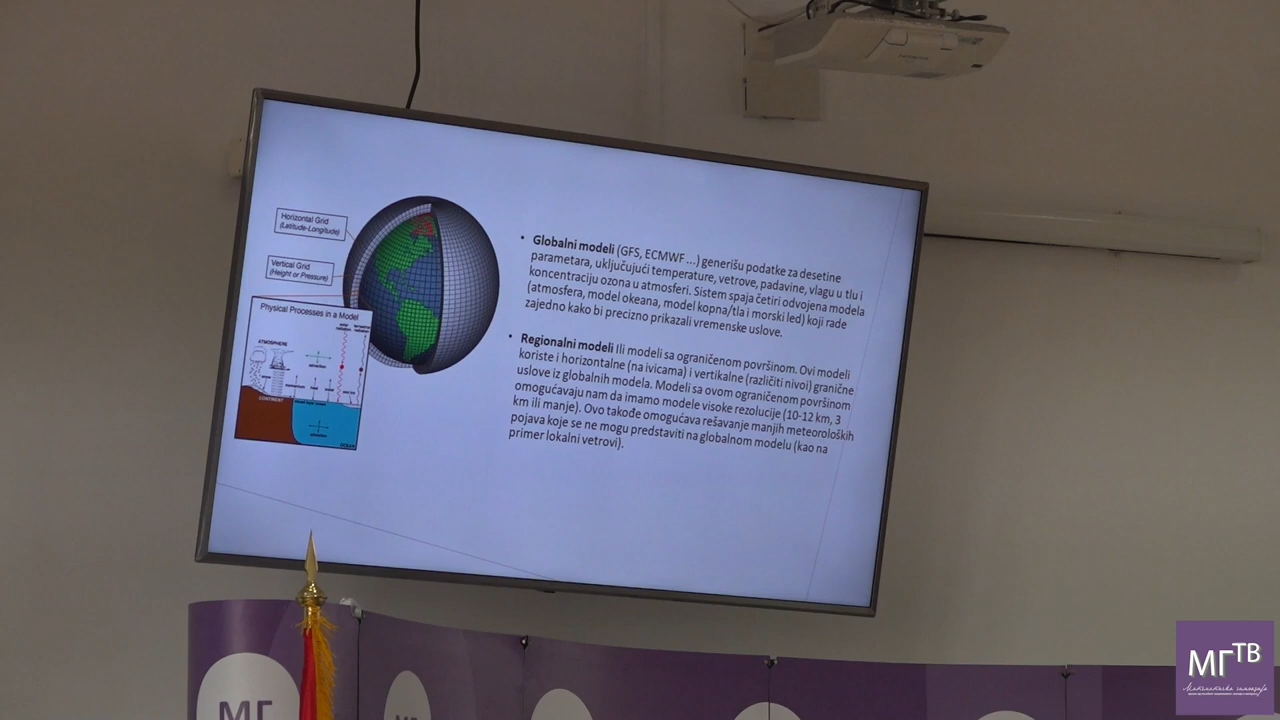 Horizontal Grid
(Latitude-Longitude)
Vertical Grid
(Height or Pressure)
Physical Processes in a Model
ATMOSPHERE
CONTINENT
OCEAN
• Globalni modeli (GFS, ECMWF ...) generišu podatke za desetine
parametara, uključujući temperature, vetrove, padavine, vlagu u tlu i
koncentraciju ozona u atmosferi. Sistem spaja četiri odvojena modela
(atmosfera, model okeana, model kopna/tla i morski led) koji rade
zajedno kako bi precizno prikazali vremenske uslove.
• Regionalni modeli Ili modeli sa ograničenom površinom. Ovi modeli
koriste i horizontalne (na ivicama) i vertikalne (različiti nivoi) granične
uslove iz globalnih modela. Modeli sa ovom ograničenom površinom
omogućavaju nam da imamo modele visoke rezolucije (10-12 km, 3
km ili manje). Ovo takođe omogućava rešavanje manjih meteoroloških
pojava koje se ne mogu predstaviti na globalnom modelu (kao na
primer lokalni vetrovi).
МГ
МГ
МГТВ
Математичка гимназија